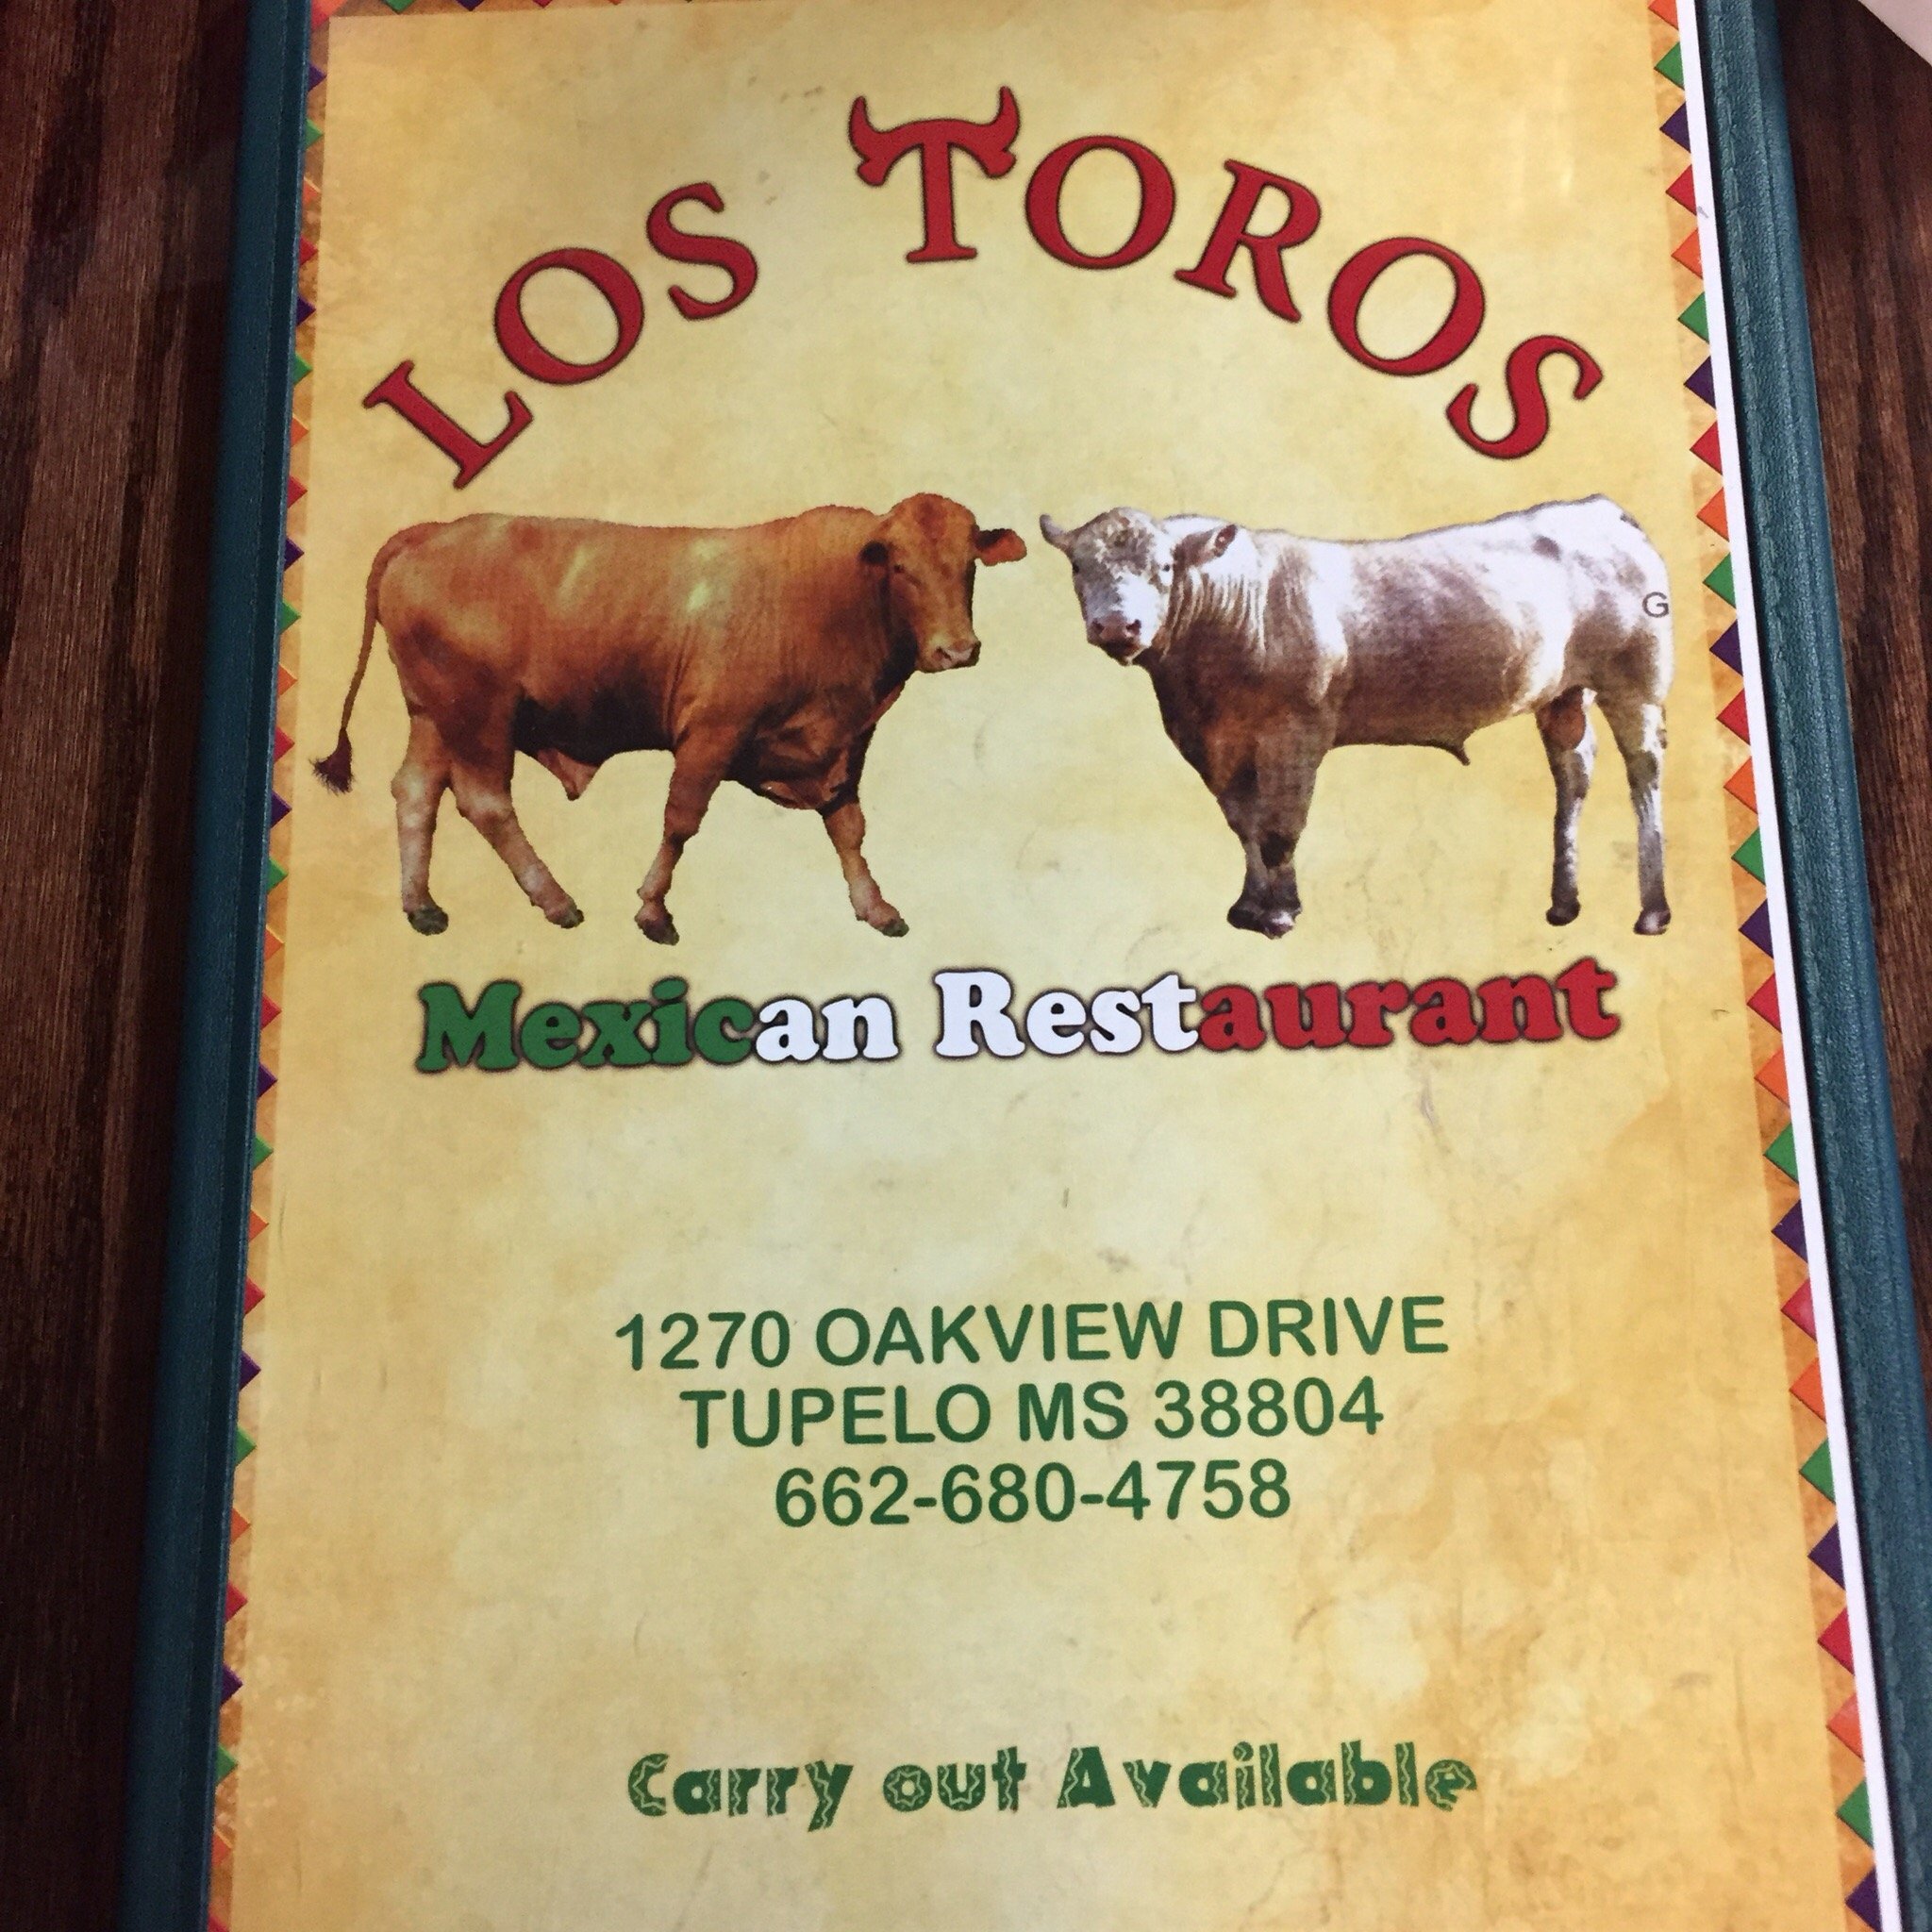 LOS TOROS
G
Mexican Restaurant
1270 OAKVIEW DRIVE
TUPELO MS 38804
662-680-4758
Carry out Available